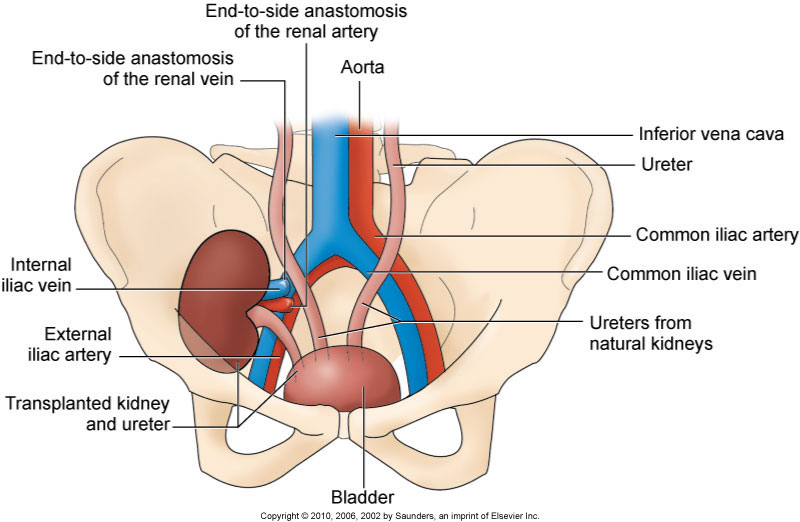 End-to-side anastomosis
of the renal artery
End-to-side anastomosis
of the renal vein
Aorta
Inferior vena cava
Ureter
Common iliac artery
Common iliac vein
Internal
iliac vein
External
iliac artery
Ureters from
natural kidneys
Transplanted kidney
and ureter
Bladder
Copyright © 2010, 2006, 2002 by Saunders, an imprint of Elsevier Inc.